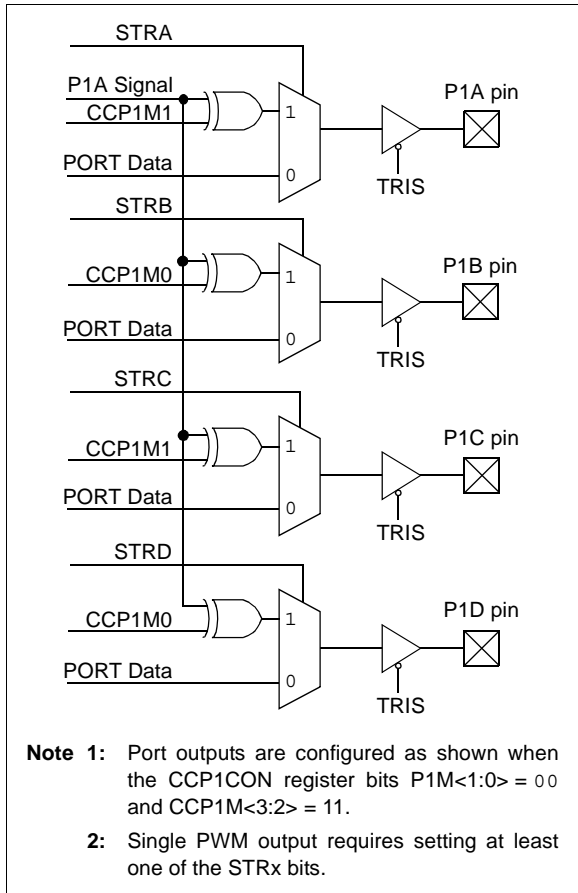 STRA
P1A Signal
CCP1M1
1
P1A pin
PORT Data
0
TRIS
STRB
CCP1M0
1
P1B pin
PORT Data
0
TRIS
STRC
CCP1M1
1
P1C pin
PORT Data
0
TRIS
STRD
CCP1M0
1
P1D pin
PORT Data
0
TRIS
Note 1: Port outputs are configured as shown when
the CCP1CON register bits P1M<1:0> = 00
and CCP1M<3:2> = 11.
2: Single PWM output requires setting at least
one of the STRx bits.